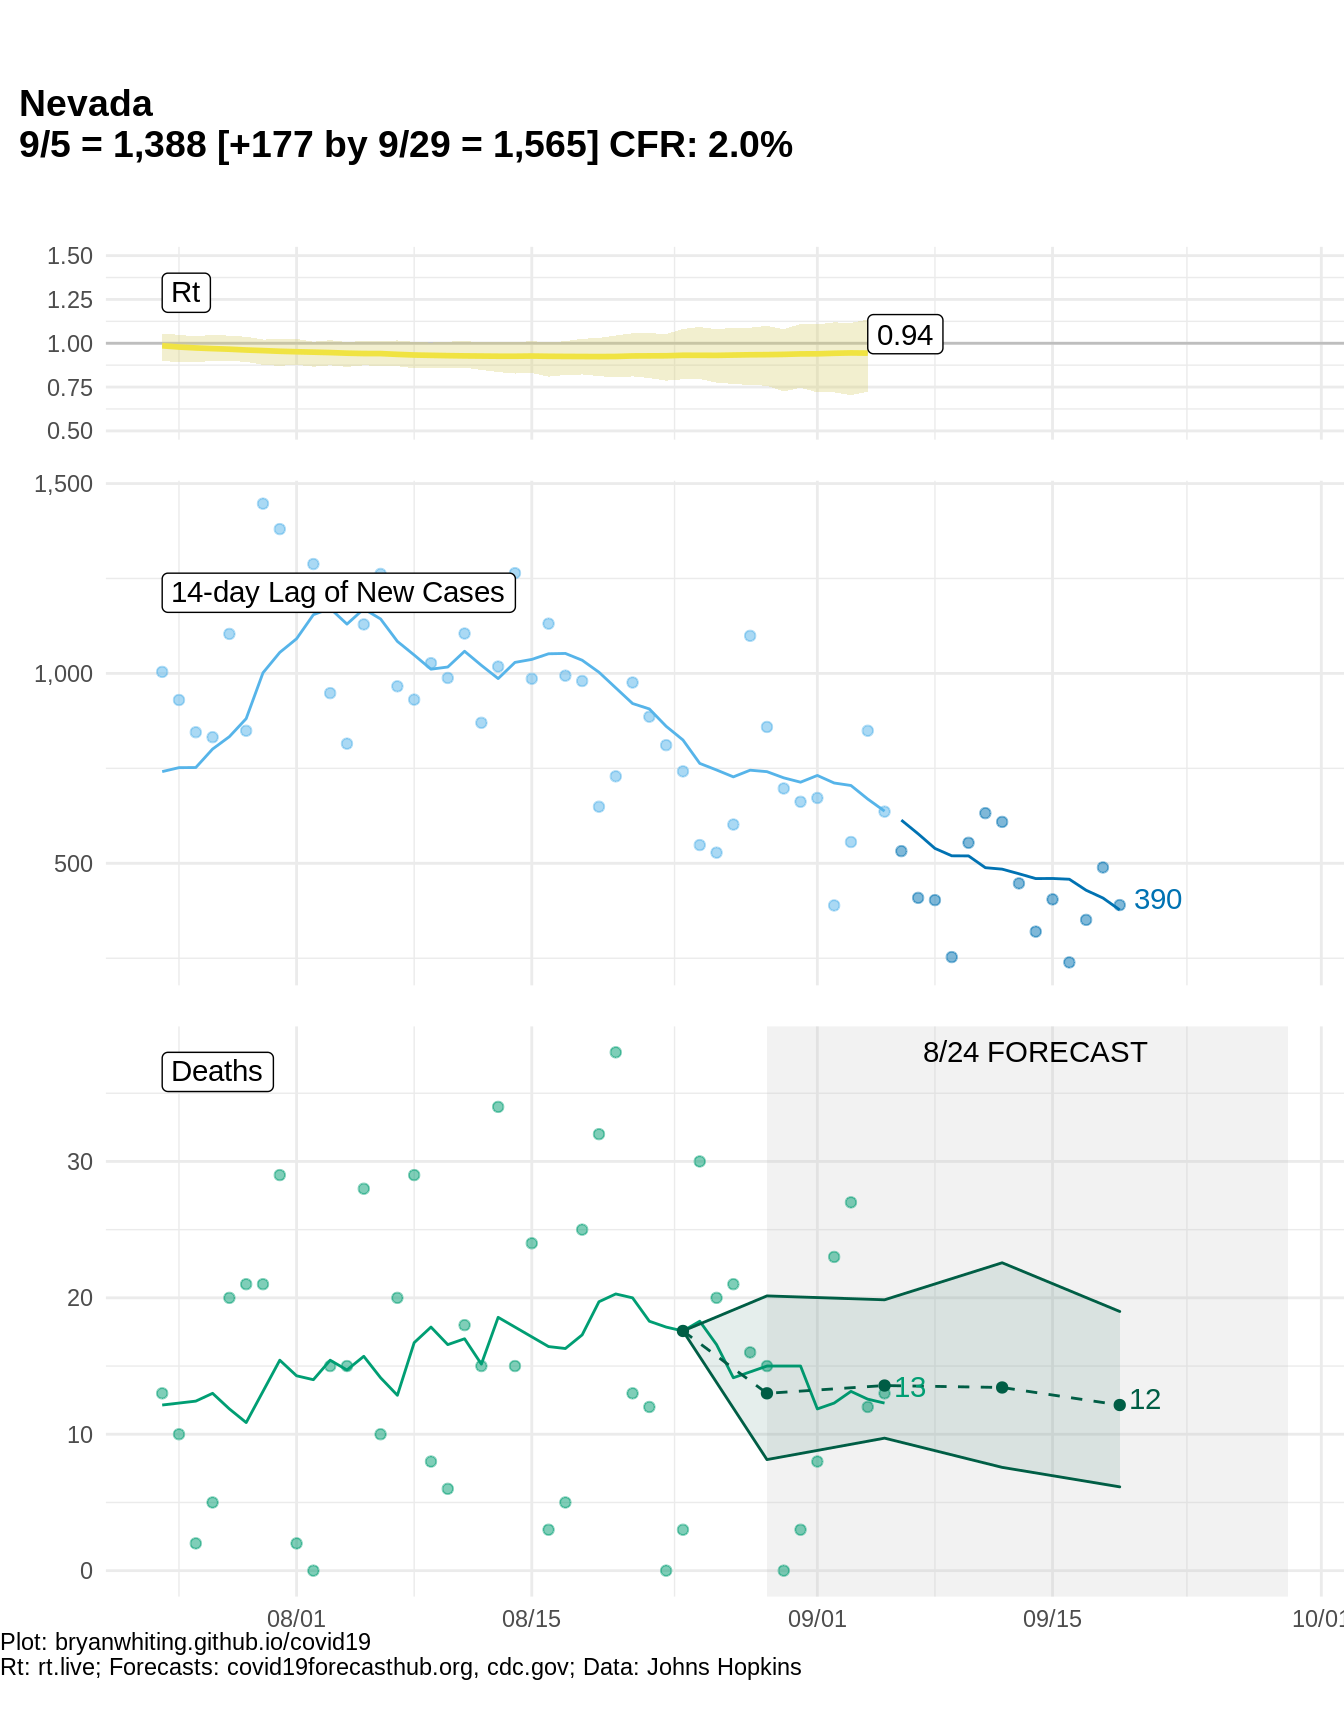 Nevada
9/5 = 1,388 [+177 by 9/29 = 1,565] CFR: 2.0%
1.50
1.25
1.00
0.75
0.50
Rt
0.94
1,500
1,000
500
14-day Lag of New Cases
390
30
20
10
0
Deaths
8/24 FORECAST
13
12
08/01
08/15
09/01
09/15
10/01
Plot: bryanwhiting.github.io/covid19
Rt: rt.live; Forecasts: covid19forecasthub.org, cdc.gov; Data: Johns Hopkins